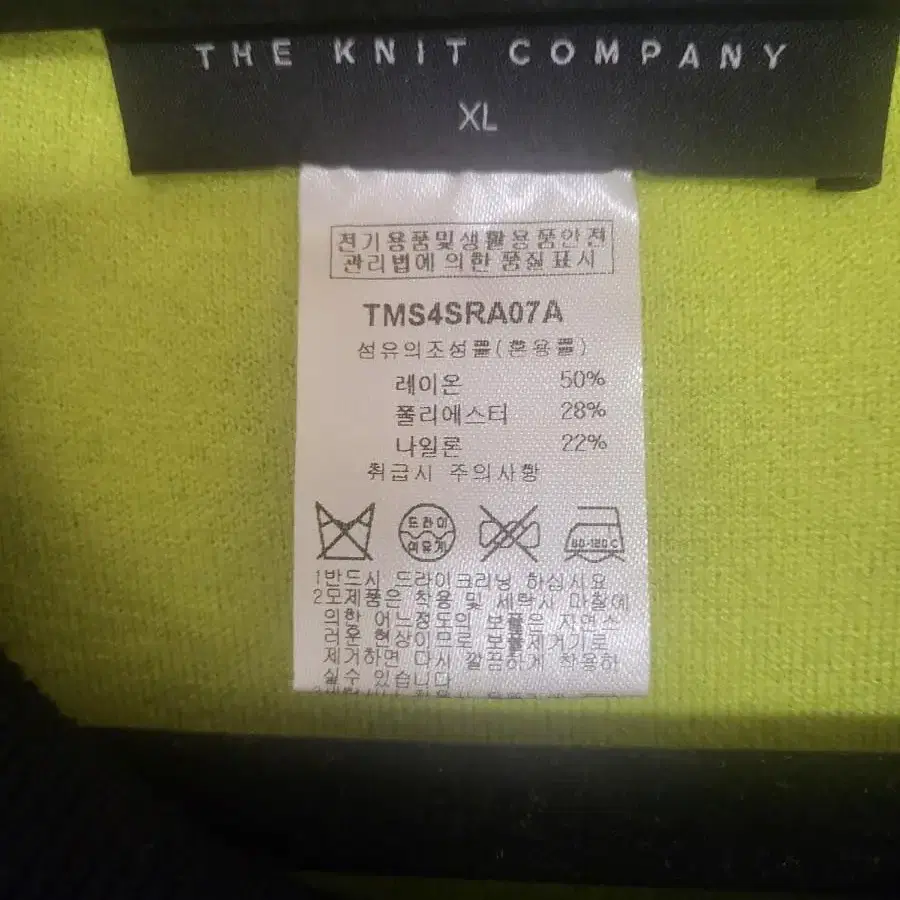 THE KNIT COMPANY
XL
전기용품및생활용품안전
관리법에의한 품질표시
TMS4SRA07A
섬유의조성률(혼용률)
레이온 50%
폴리에스터 28%
나일론 22%
취급시 주의사항
드라이
80-120 C
1반드시 드라이크리닝 하십시요
2모제품은 착용 및 세탁시 마찰에
의한 어느정도의 보풀은 자연스
러운 현상이므로 보풀제거기로
제거하면 다시 깔끔하게 착용하
실수 있습니다